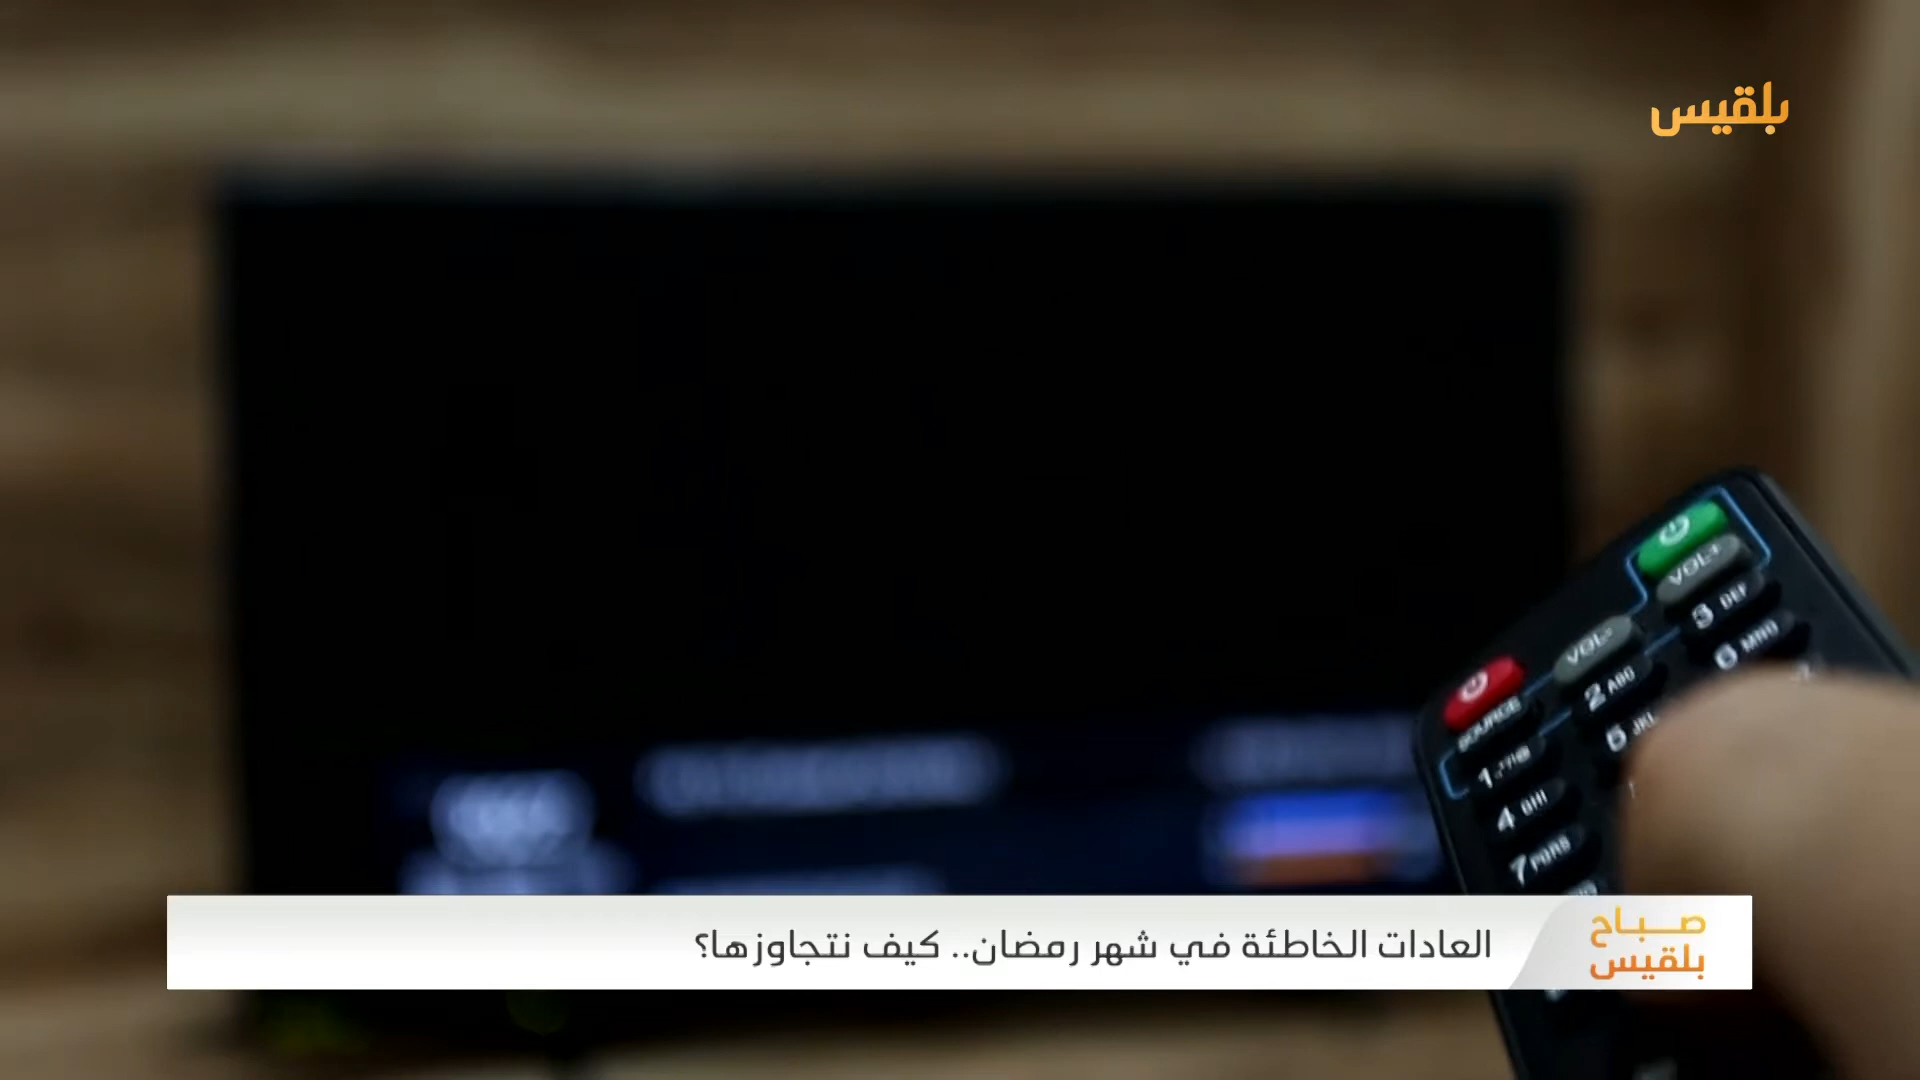 بلقيس
VOL+
3 DEF
6 MNO
VOL-
2 ABC
5 JKL
SOURCE
1
4 GHI
7 PQRS
العادات الخاطئة في شهر رمضان.. كيف نتجاوزها؟
صباح
بلقيس